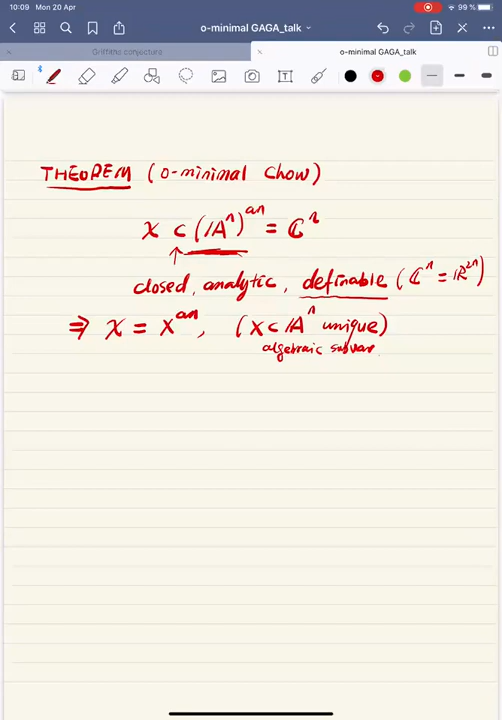 10:09 Mon 20 Apr
99 %
o-minimal GAGA_talk
Griffiths conjecture
o-minimal GAGA_talk
THEOREM (o-minimal Chow)
𝒳 ⊂ (𝔸ⁿ)ᵃⁿ = ℂⁿ
↑
closed, analytic, definable (ℂⁿ = ℝ²ⁿ)
⇒ 𝒳 = Xᵃⁿ, (X ⊂ 𝔸ⁿ unique)
algebraic subvar.